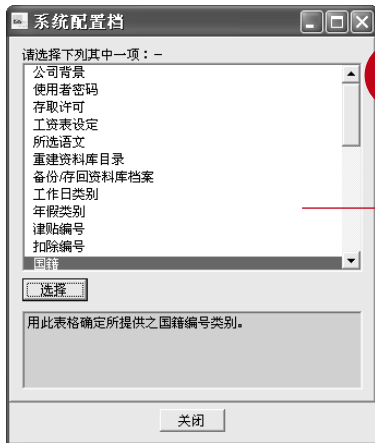 系统配置档
请选择下列其中一项：－
公司背景
使用者密码
存取许可
工资表设定
所选语文
重建资料库目录
备份/存回资料库档案
工作日类别
年假类别
津贴编号
扣除编号
国籍
选择
用此表格确定所提供之国籍编号类别。
关闭